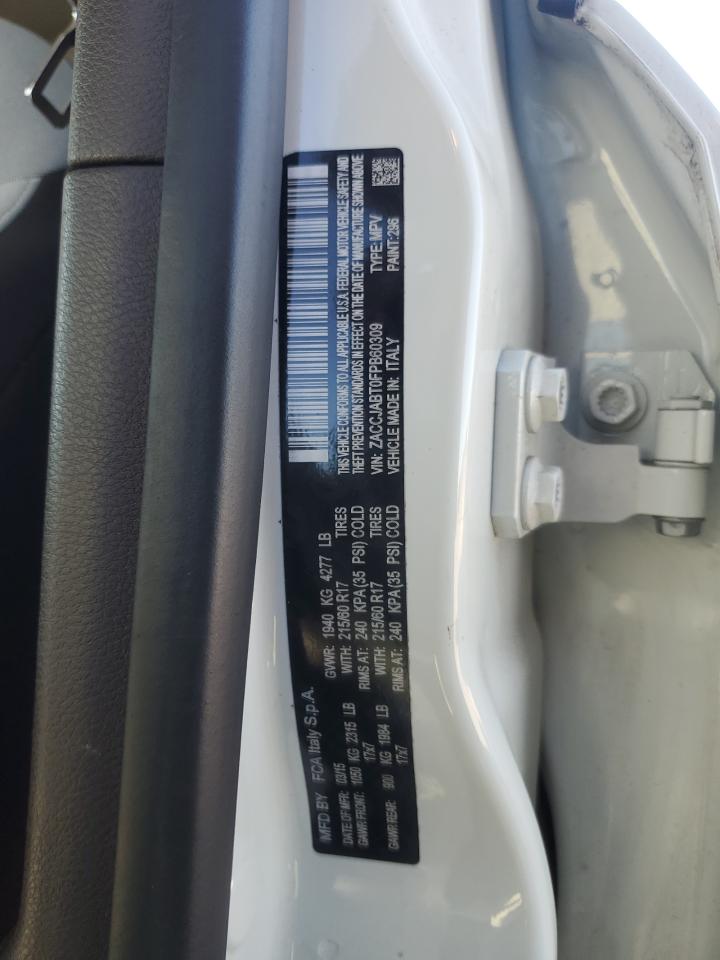 MFD BY FCA Italy S.p.A.
DATE OF MFR: 03/15 GVWR: 1940 KG 4277 LB
GAWR FRONT: 1050 KG 2315 LB WITH: 215/60 R17 TIRES
17x7 RIMS AT: 240 KPA(35 PSI) COLD
GAWR REAR: 900 KG 1984 LB WITH: 215/60 R17 TIRES
17x7 RIMS AT: 240 KPA(35 PSI) COLD
THIS VEHICLE CONFORMS TO ALL APPLICABLE U.S.A. FEDERAL MOTOR VEHICLE SAFETY AND
THEFT PREVENTION STANDARDS IN EFFECT ON THE DATE OF MANUFACTURE SHOWN ABOVE
VIN: ZACCJABT0FPB60309 TYPE:MPV
VEHICLE MADE IN: ITALY PAINT:296